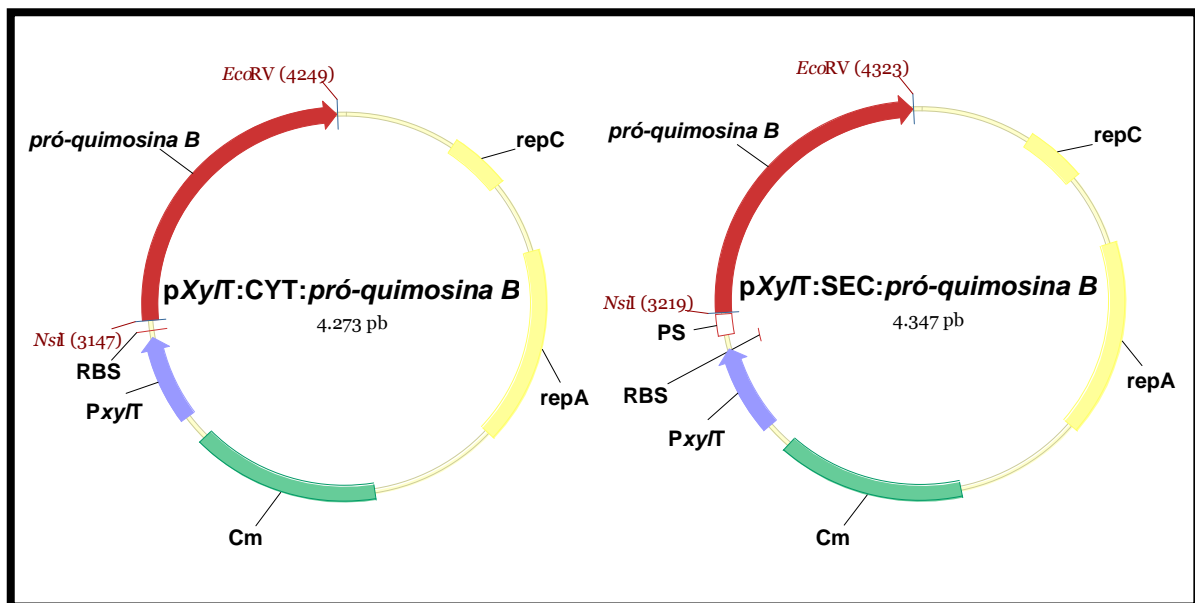 EcoRV (4249)
pró-quimosina B
repC
pXylT:CYT:pró-quimosina B
4.273 pb
NsiI (3147)
RBS
PxylT
repA
Cm
EcoRV (4323)
pró-quimosina B
repC
pXylT:SEC:pró-quimosina B
4.347 pb
NsiI (3219)
PS
RBS
PxylT
repA
Cm